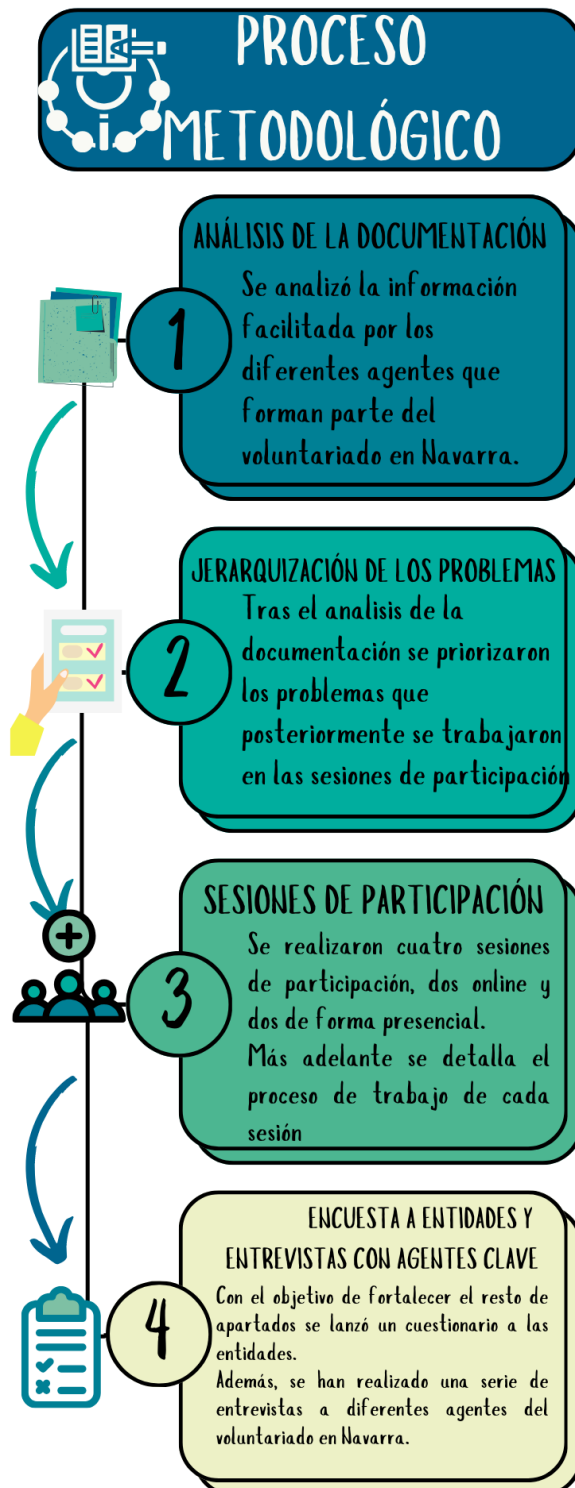 PROCESO
METODOLÓGICO
ANÁLISIS DE LA DOCUMENTACIÓN
Se analizó la información
facilitada por los
diferentes agentes que
forman parte del
voluntariado en Navarra.
1
JERARQUIZACIÓN DE LOS PROBLEMAS
Tras el analisis de la
documentación se priorizaron
los problemas que
posteriormente se trabajaron
en las sesiones de participación
2
SESIONES DE PARTICIPACIÓN
Se realizaron cuatro sesiones
de participación, dos online y
dos de forma presencial.
Más adelante se detalla el
proceso de trabajo de cada
sesión
3
ENCUESTA A ENTIDADES Y
ENTREVISTAS CON AGENTES CLAVE
Con el objetivo de fortalecer el resto de
apartados se lanzó un cuestionario a las
entidades.
Además, se han realizado una serie de
entrevistas a diferentes agentes del
voluntariado en Navarra.
4